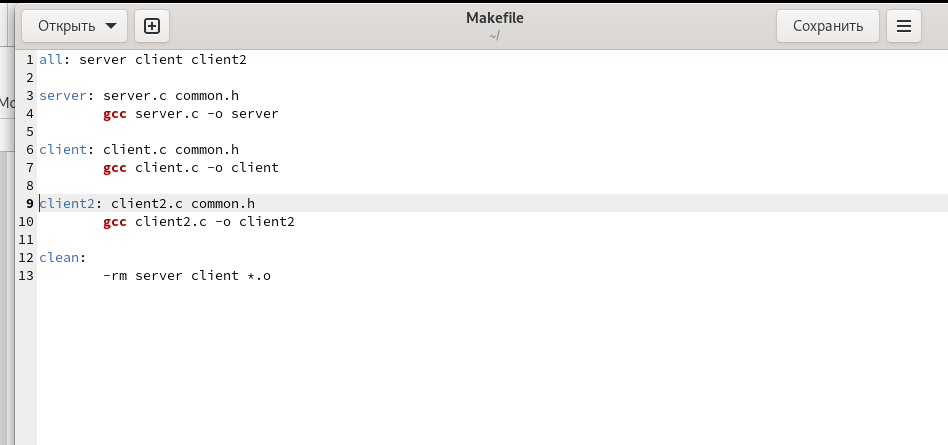 Открыть
Makefile
~/
Сохранить
Mo
1 all: server client client2
2
3 server: server.c common.h
4 gcc server.c -o server
5
6 client: client.c common.h
7 gcc client.c -o client
8
9 client2: client2.c common.h
10 gcc client2.c -o client2
11
12 clean:
13 -rm server client *.o